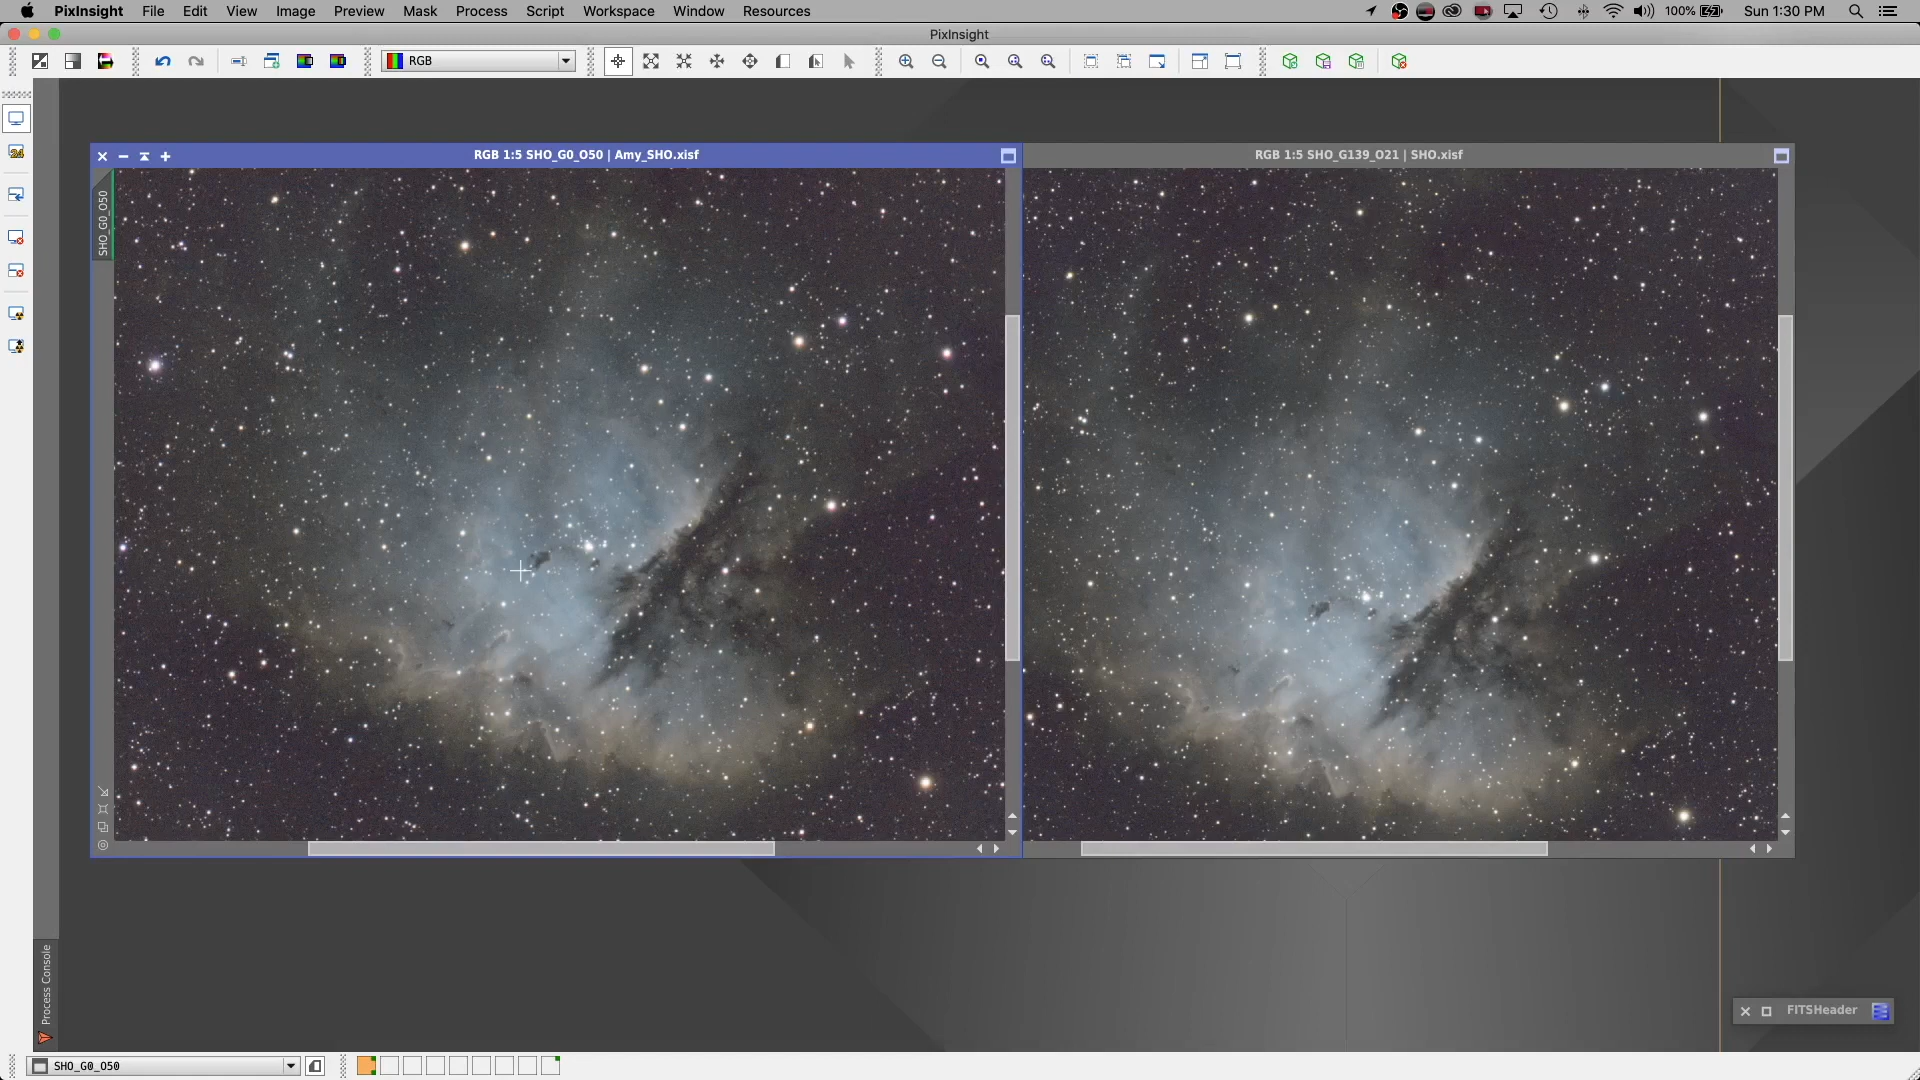 PixInsight File Edit View Image Preview Mask Process Script Workspace Window Resources 100% Sun 1:30 PM
PixInsight
RGB
24
RGB 1:5 SHO_G0_O50 | Amy_SHO.xisf
RGB 1:5 SHO_G139_O21 | SHO.xisf
SHO_G0_O50
Process Console
FITSHeader
SHO_G0_O50